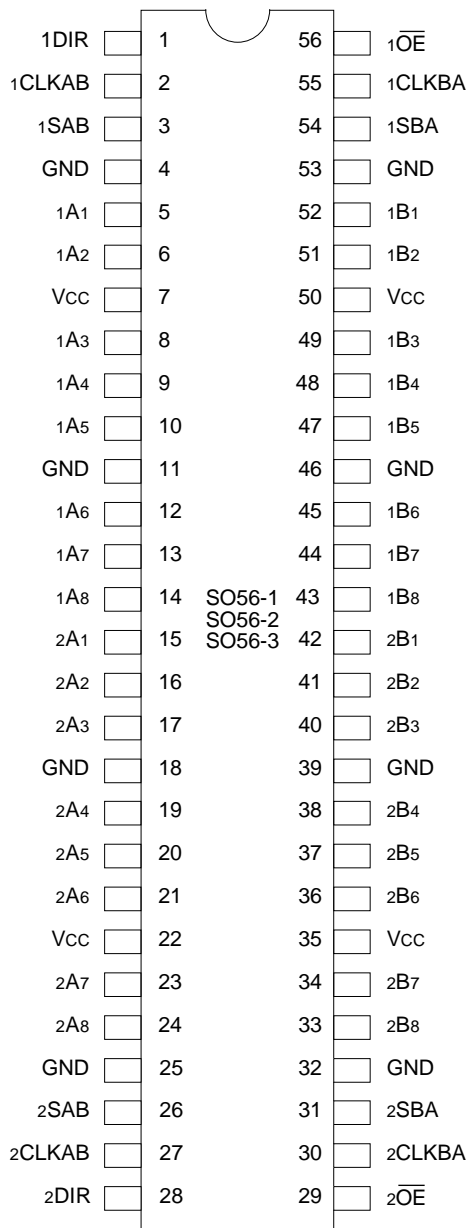 1DIR 1 56 1O̅E̅
1CLKAB 2 55 1CLKBA
1SAB 3 54 1SBA
GND 4 53 GND
1A1 5 52 1B1
1A2 6 51 1B2
VCC 7 50 VCC
1A3 8 49 1B3
1A4 9 48 1B4
1A5 10 47 1B5
GND 11 46 GND
1A6 12 45 1B6
1A7 13 44 1B7
1A8 14 SO56-1 43 1B8
SO56-2
2A1 15 SO56-3 42 2B1
2A2 16 41 2B2
2A3 17 40 2B3
GND 18 39 GND
2A4 19 38 2B4
2A5 20 37 2B5
2A6 21 36 2B6
VCC 22 35 VCC
2A7 23 34 2B7
2A8 24 33 2B8
GND 25 32 GND
2SAB 26 31 2SBA
2CLKAB 27 30 2CLKBA
2DIR 28 29 2O̅E̅